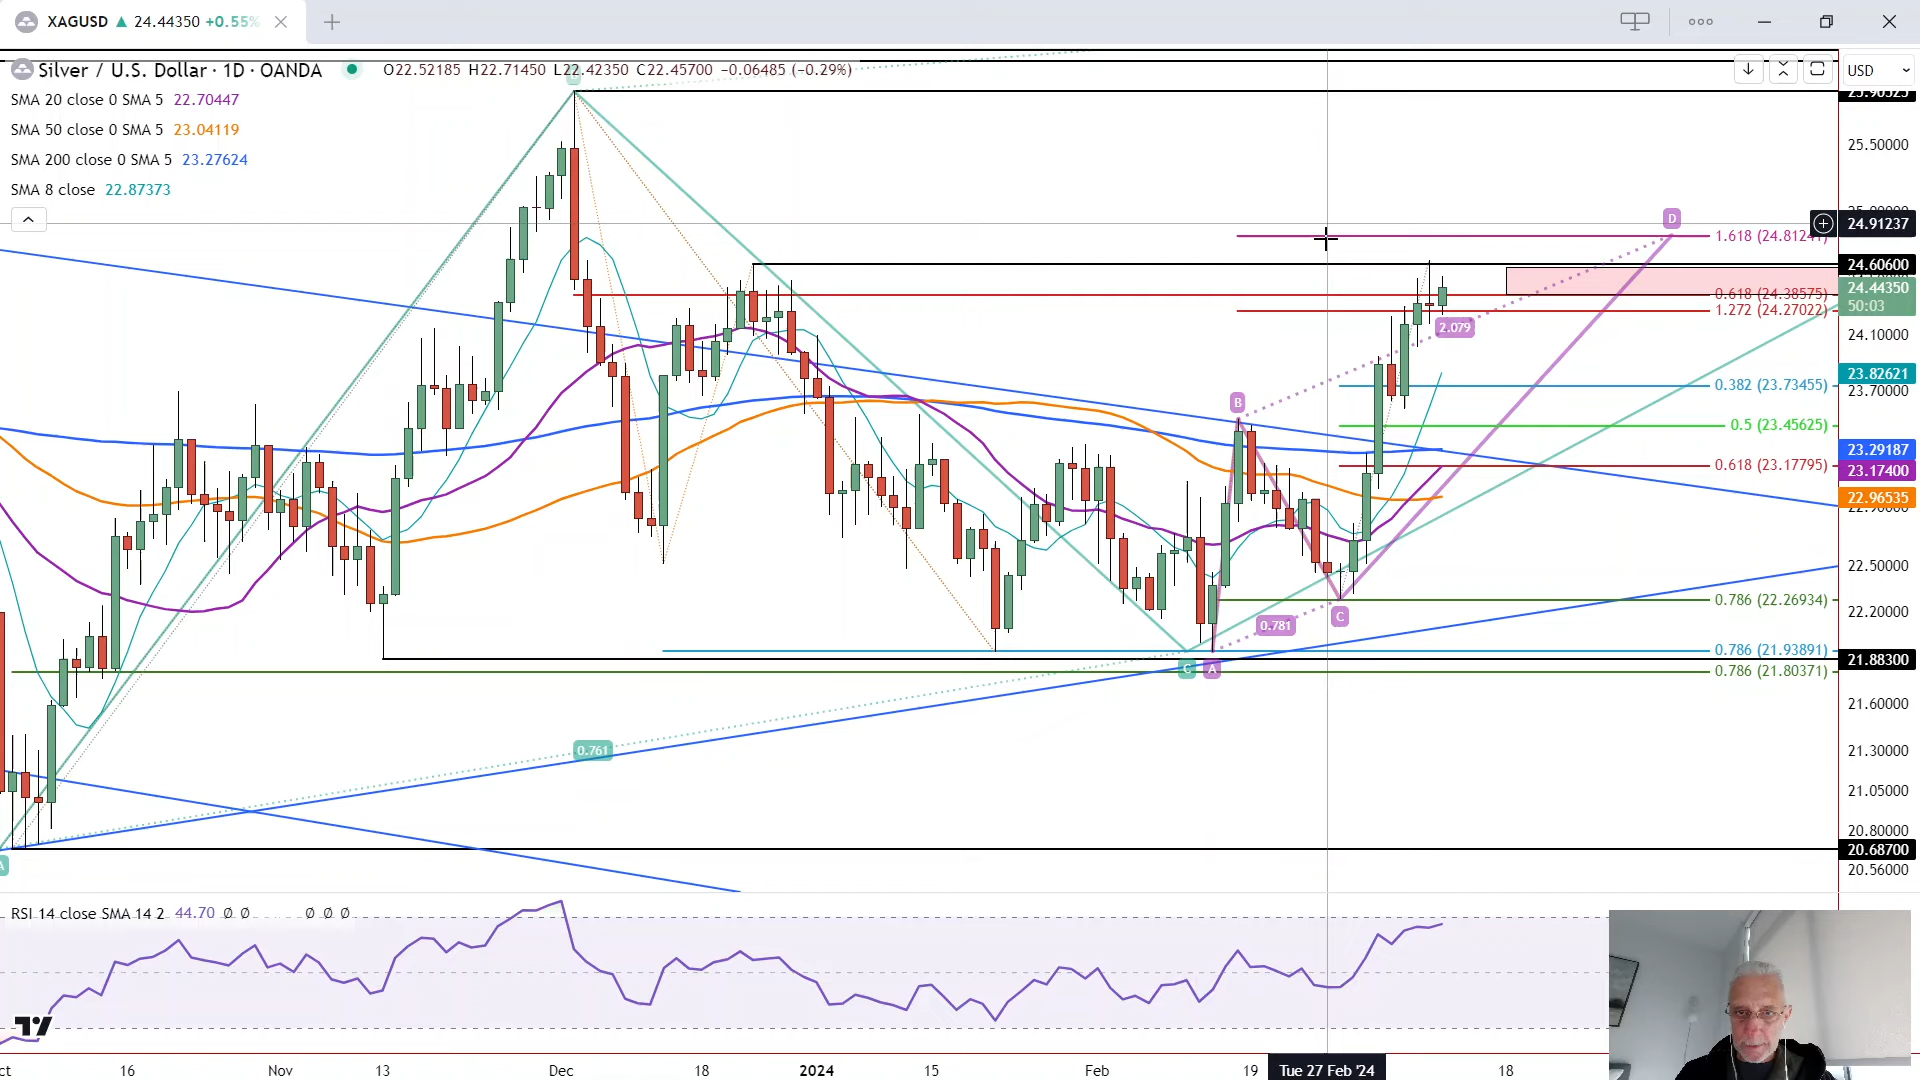 XAGUSD ▲ 24.44350 +0.55%
Silver / U.S. Dollar · 1D · OANDA
O22.52185 H22.71450 L22.42350 C22.45700 −0.06485 (−0.29%)
USD
SMA 20 close 0 SMA 5 22.70447
SMA 50 close 0 SMA 5 23.04119
SMA 200 close 0 SMA 5 23.27624
SMA 8 close 22.87373
25.50000
24.91237
24.60600
24.44350
50:03
24.10000
23.82621
23.70000
23.29187
23.17400
22.96535
22.50000
22.20000
21.88300
21.60000
21.30000
21.05000
20.80000
20.68700
20.56000
D
1.618 (24.81241)
0.618 (24.38575)
1.272 (24.27022)
2.079
0.382 (23.73455)
B
0.5 (23.45625)
0.618 (23.17795)
0.786 (22.26934)
C
0.781
0.786 (21.93891)
C A
0.786 (21.80371)
0.761
A
RSI 14 close SMA 14 2 44.70 Ø Ø Ø Ø Ø
16
Nov
13
Dec
18
2024
15
Feb
19
Tue 27 Feb '24
18